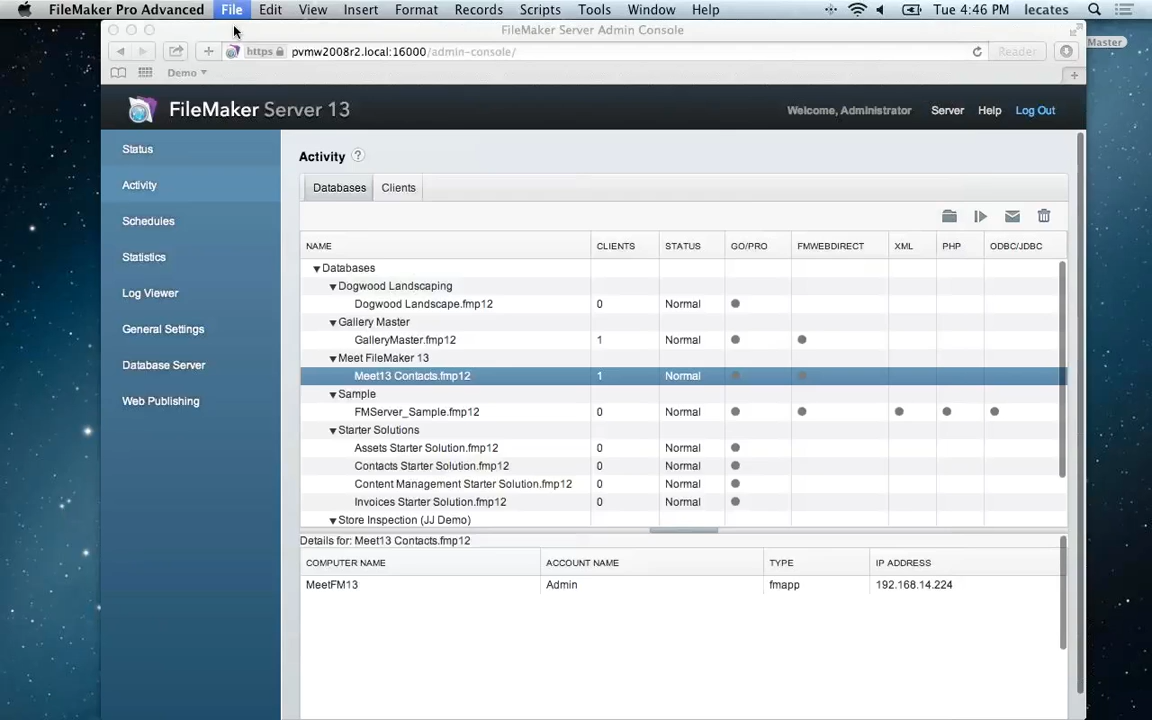 FileMaker Pro Advanced File Edit View Insert Format Records Scripts Tools Window Help Tue 4:46 PM lecates
FileMaker Server Admin Console
Master
https pvmw2008r2.local:16000/admin-console/ Reader
Demo
FileMaker Server 13 Welcome, Administrator Server Help Log Out
Status
Activity
Schedules
Statistics
Log Viewer
General Settings
Database Server
Web Publishing
Activity ?
Databases Clients
NAME CLIENTS STATUS GO/PRO FMWEBDIRECT XML PHP ODBC/JDBC
Databases
Dogwood Landscaping
Dogwood Landscape.fmp12 0 Normal
Gallery Master
GalleryMaster.fmp12 1 Normal
Meet FileMaker 13
Meet13 Contacts.fmp12 1 Normal
Sample
FMServer_Sample.fmp12 0 Normal
Starter Solutions
Assets Starter Solution.fmp12 0 Normal
Contacts Starter Solution.fmp12 0 Normal
Content Management Starter Solution.fmp12 0 Normal
Invoices Starter Solution.fmp12 0 Normal
Store Inspection (JJ Demo)
Details for: Meet13 Contacts.fmp12
COMPUTER NAME ACCOUNT NAME TYPE IP ADDRESS
MeetFM13 Admin fmapp 192.168.14.224